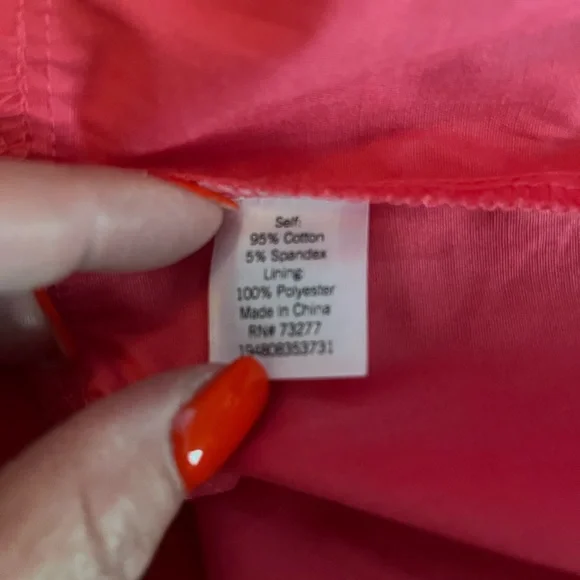 Self:
95% Cotton
5% Spandex
Lining:
100% Polyester
Made in China
RN# 73277
194808353731